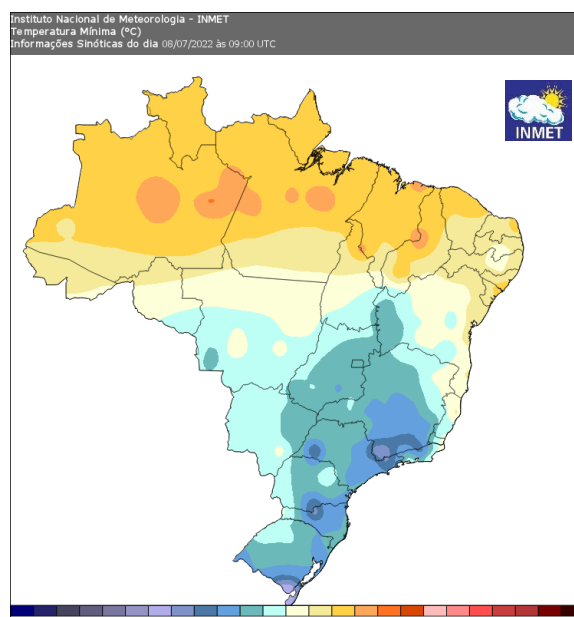 Instituto Nacional de Meteorologia - INMET
Temperatura Mínima (ºC)
Informações Sinóticas do dia 08/07/2022 às 09:00 UTC
INMET